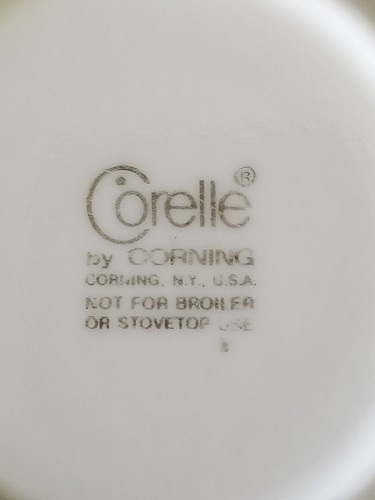 Corelle®
by CORNING
CORNING, N.Y., U.S.A.
NOT FOR BROILER
OR STOVETOP USE